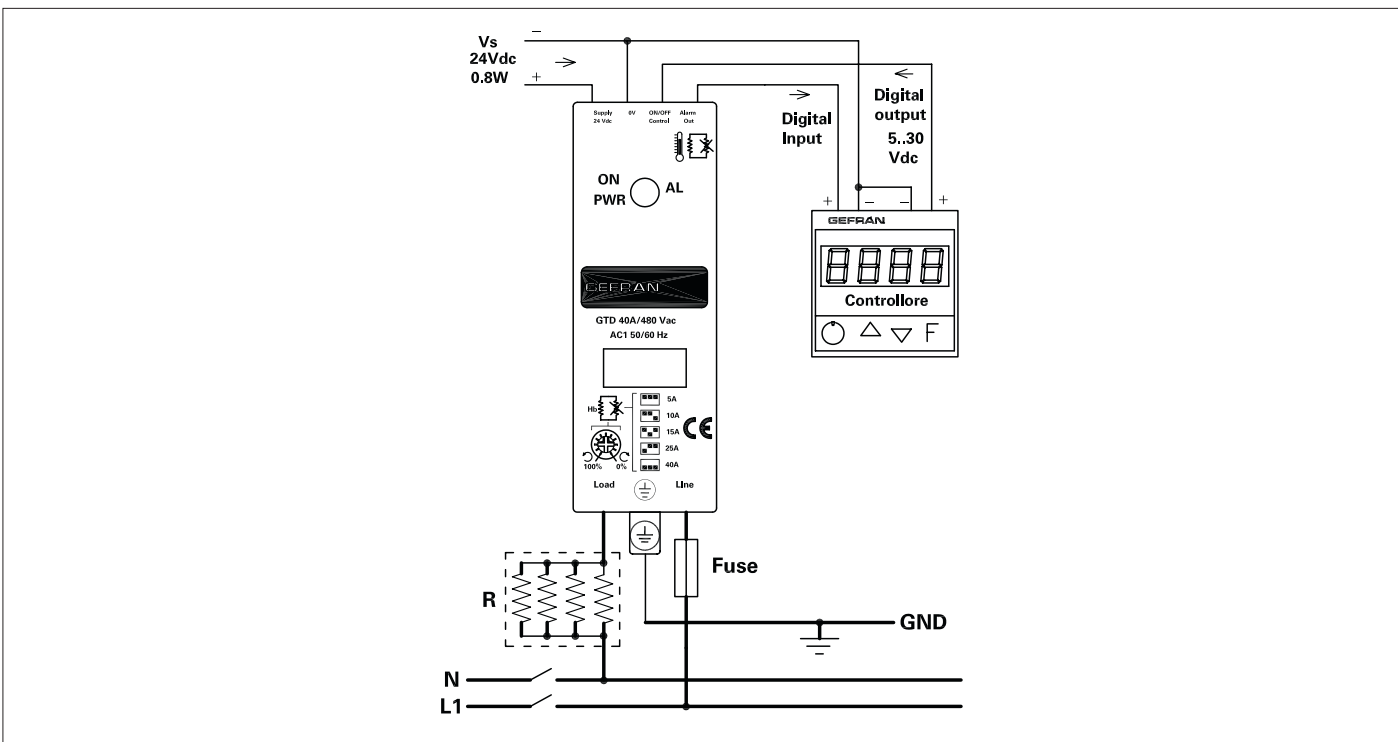 Vs
24Vdc
0.8W
−
+
Supply
24 Vdc
0V
ON/OFF
Control
Alarm
Out
Digital
Input
Digital
output
5..30
Vdc
ON
PWR
AL
+
−
−
+
GEFRAN
8888
Controllore
F
GEFRAN
GTD 40A/480 Vac
AC1 50/60 Hz
Hb
100%
0%
5A
10A
15A
25A
40A
CE
Load
Line
Fuse
R
GND
N
L1